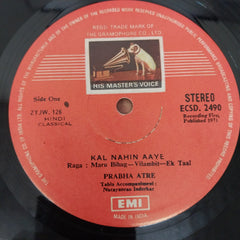 REGD. TRADE MARK OF
THE GRAMOPHONE CO. LTD.
HIS MASTER'S VOICE
Side One
2YJW. 126
HINDI
CLASSICAL
STEREO
ECSD. 2490
Recording First
Published 1971
KAL NAHIN AAYE
Raga : Maru Bihag—Vilambit—Ek Taal
PRABHA ATRE
Tabla Accompaniment :
Narayanrao Indorkar
EMI
MADE IN INDIA